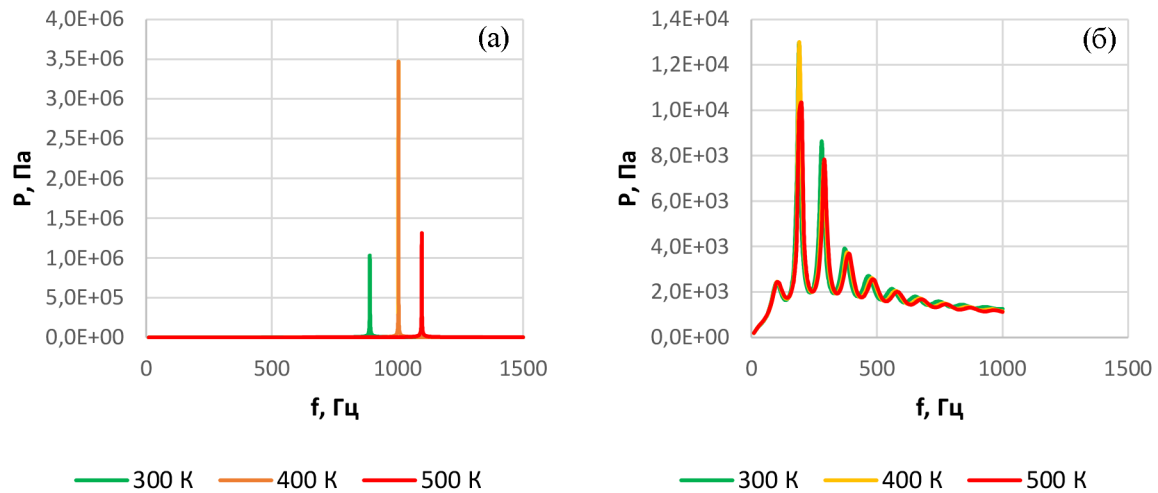 (а)
P, Па
4,0E+06
3,5E+06
3,0E+06
2,5E+06
2,0E+06
1,5E+06
1,0E+06
5,0E+05
0,0E+00
0 500 1000 1500
f, Гц
300 К 400 К 500 К
(б)
P, Па
1,4E+04
1,2E+04
1,0E+04
8,0E+03
6,0E+03
4,0E+03
2,0E+03
0,0E+00
0 500 1000 1500
f, Гц
300 К 400 К 500 К